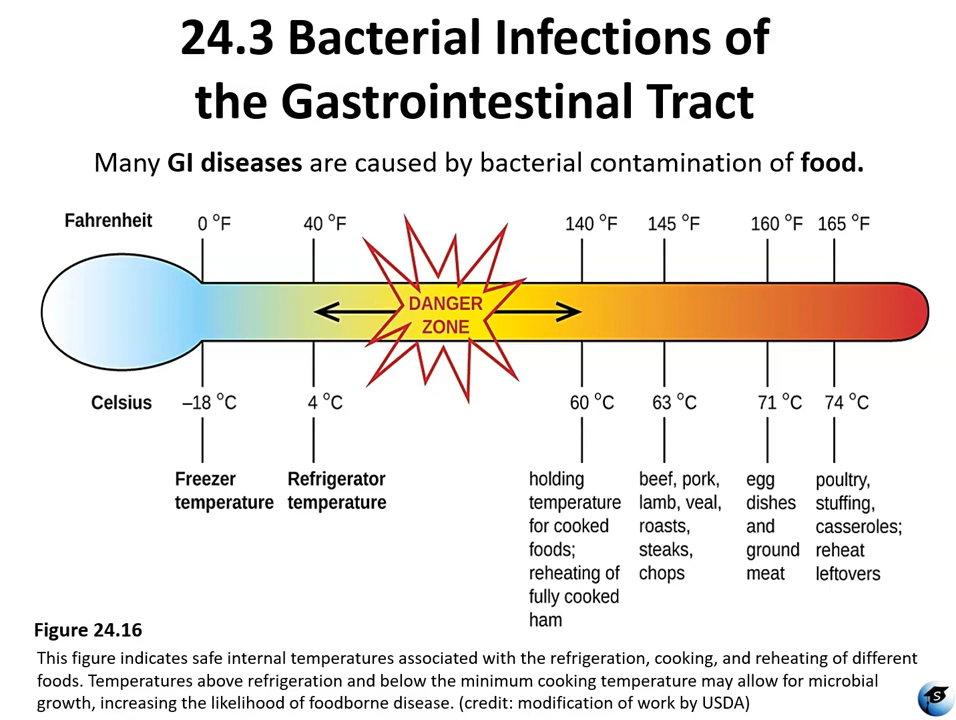 24.3 Bacterial Infections of
the Gastrointestinal Tract
Many GI diseases are caused by bacterial contamination of food.
Fahrenheit 0 °F 40 °F 140 °F 145 °F 160 °F 165 °F
DANGER
ZONE
Celsius –18 °C 4 °C 60 °C 63 °C 71 °C 74 °C
Freezer
temperature
Refrigerator
temperature
holding
temperature
for cooked
foods;
reheating of
fully cooked
ham
beef, pork,
lamb, veal,
roasts,
steaks,
chops
egg
dishes
and
ground
meat
poultry,
stuffing,
casseroles;
reheat
leftovers
Figure 24.16
This figure indicates safe internal temperatures associated with the refrigeration, cooking, and reheating of different
foods. Temperatures above refrigeration and below the minimum cooking temperature may allow for microbial
growth, increasing the likelihood of foodborne disease. (credit: modification of work by USDA)
S